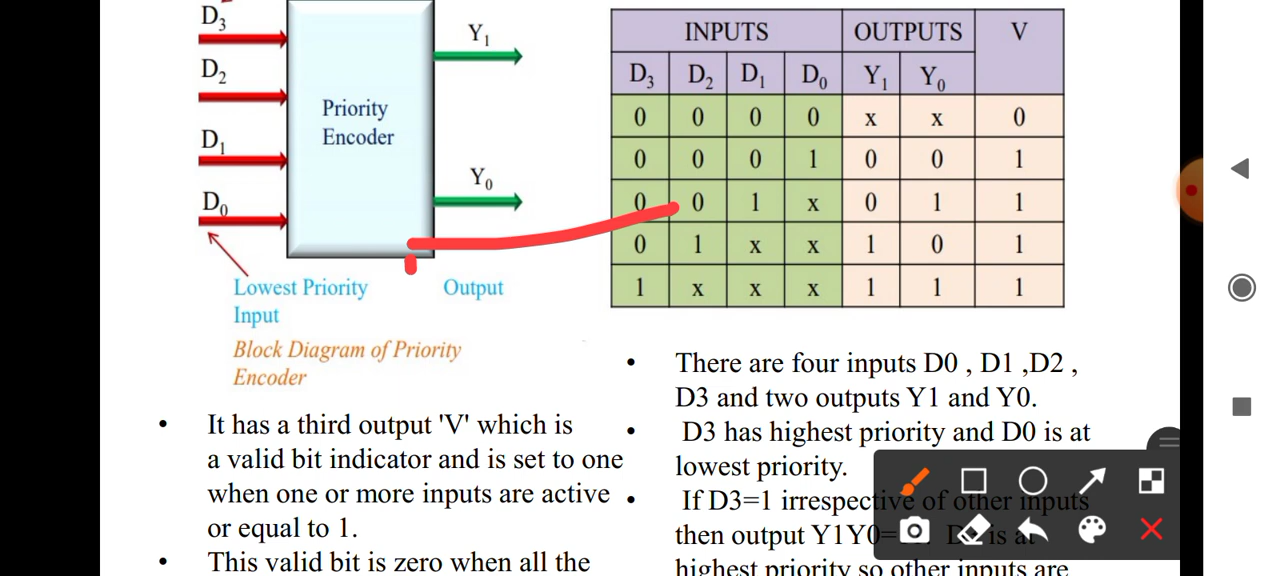 D3
D2
D1
D0
Priority
Encoder
Y1
Y0
Lowest Priority
Input
Output
Block Diagram of Priority
Encoder
INPUTS OUTPUTS V
D3 D2 D1 D0 Y1 Y0
0 0 0 0 x x 0
0 0 0 1 0 0 1
0 0 1 x 0 1 1
0 1 x x 1 0 1
1 x x x 1 1 1
• It has a third output 'V' which is
a valid bit indicator and is set to one
when one or more inputs are active
or equal to 1.
• This valid bit is zero when all the
• There are four inputs D0 , D1 ,D2 ,
D3 and two outputs Y1 and Y0.
• D3 has highest priority and D0 is at
lowest priority.
• If D3=1 irrespective of other inputs
then output Y1Y0= is at
highest priority so other inputs are